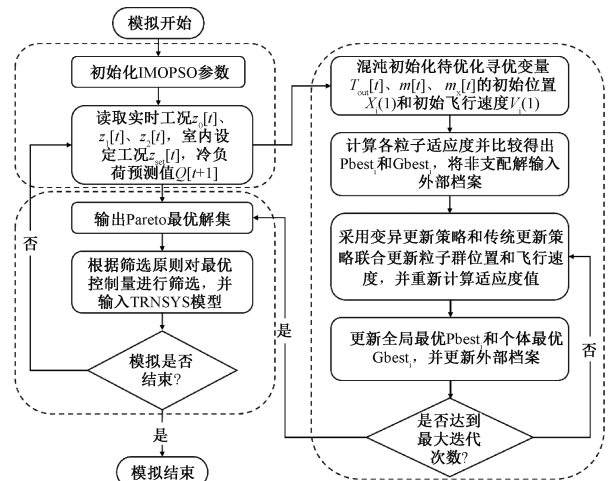 模拟开始
初始化IMOPSO参数
读取实时工况z₀[t]、
z₁[t]、z₂[t]，室内设
定工况z_set[t]，冷负
荷预测值Q[t+1]
输出Pareto最优解集
根据筛选原则对最优
控制量进行筛选，并
输入TRNSYS模型
模拟是否
结束?
否
是
模拟结束
混沌初始化待优化寻优变量
T_out[t]、m[t]、m_x[t]的初始位置
X_i(1)和初始飞行速度V_i(1)
计算各粒子适应度并比较得出
Pbest_i和Gbest_i，将非支配解输入
外部档案
采用变异更新策略和传统更新策
略联合更新粒子群位置和飞行速
度，并重新计算适应度值
更新全局最优Pbest_i和个体最优
Gbest_i，并更新外部档案
是否达到
最大迭代
次数?
是
否